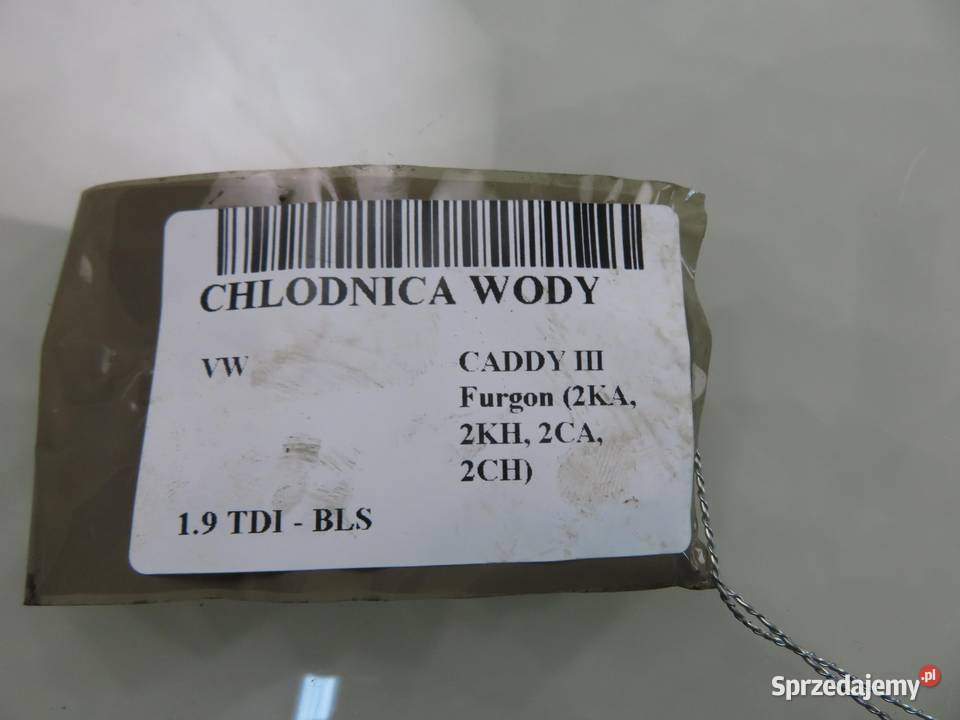 CHLODNICA WODY
VW
CADDY III
Furgon (2KA,
2KH, 2CA,
2CH)
1.9 TDI - BLS
Sprzedajemy.pl